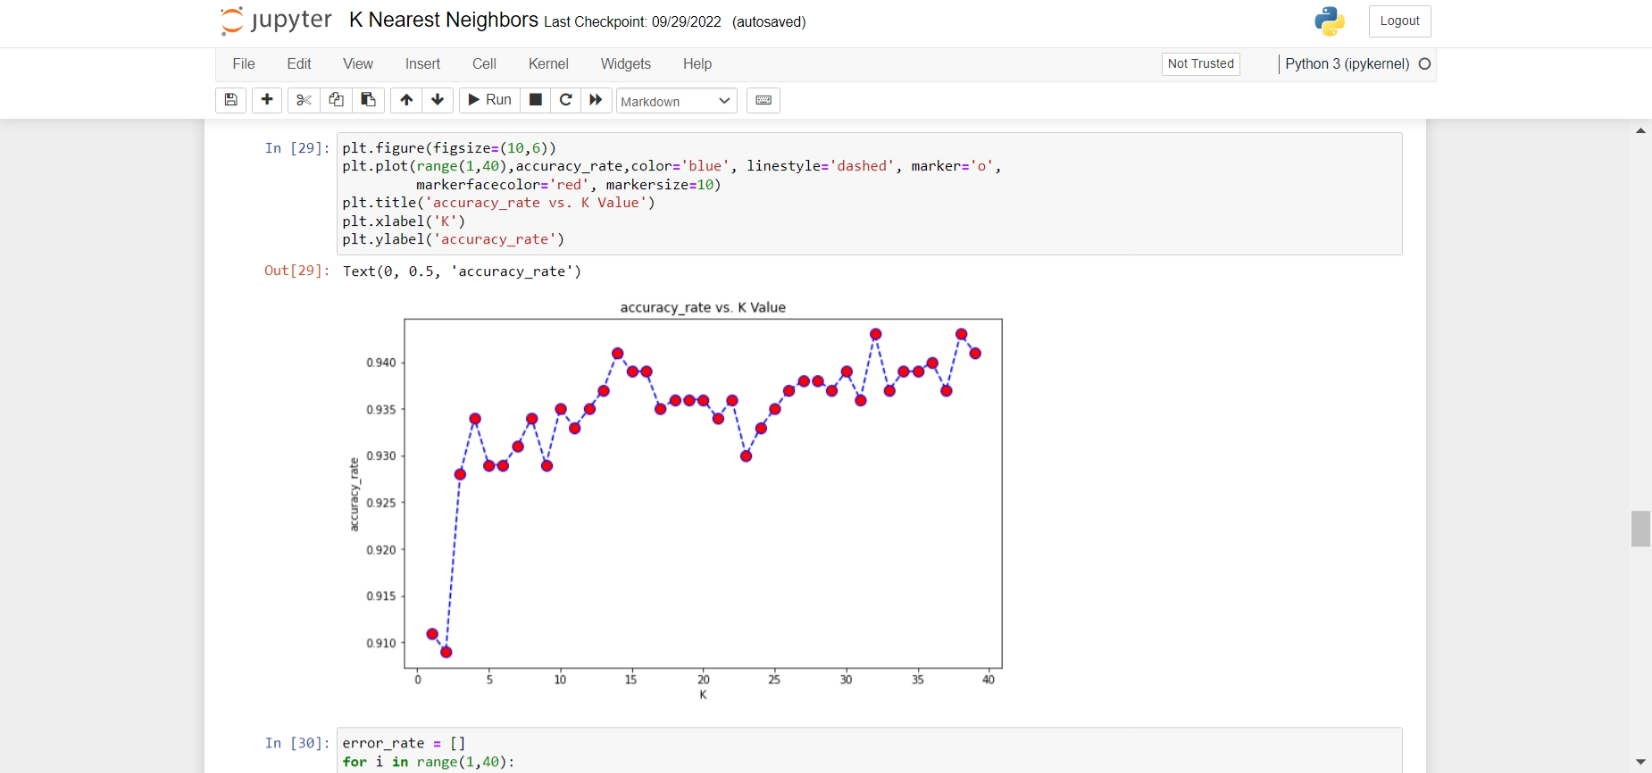 jupyter K Nearest Neighbors Last Checkpoint: 09/29/2022 (autosaved)
Logout
File Edit View Insert Cell Kernel Widgets Help
Not Trusted
Python 3 (ipykernel)
Run
Markdown
In [29]: plt.figure(figsize=(10,6))
plt.plot(range(1,40),accuracy_rate,color='blue', linestyle='dashed', marker='o',
markerfacecolor='red', markersize=10)
plt.title('accuracy_rate vs. K Value')
plt.xlabel('K')
plt.ylabel('accuracy_rate')
Out[29]: Text(0, 0.5, 'accuracy_rate')
accuracy_rate vs. K Value
0.940
0.935
0.930
0.925
0.920
0.915
0.910
accuracy_rate
0 5 10 15 20 25 30 35 40
K
In [30]: error_rate = []
for i in range(1,40):